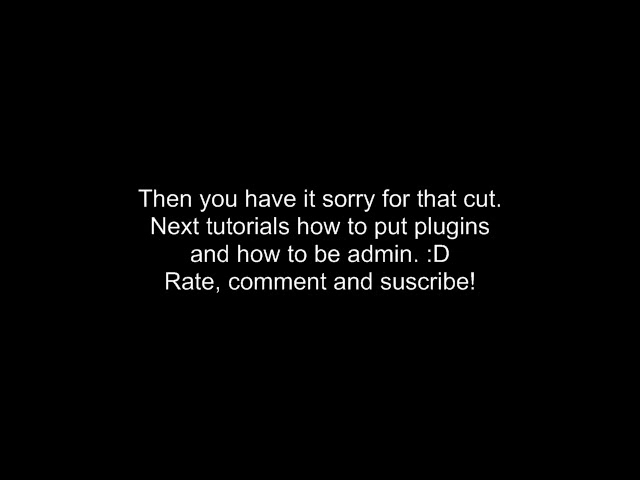 Then you have it sorry for that cut.
Next tutorials how to put plugins
and how to be admin. :D
Rate, comment and suscribe!